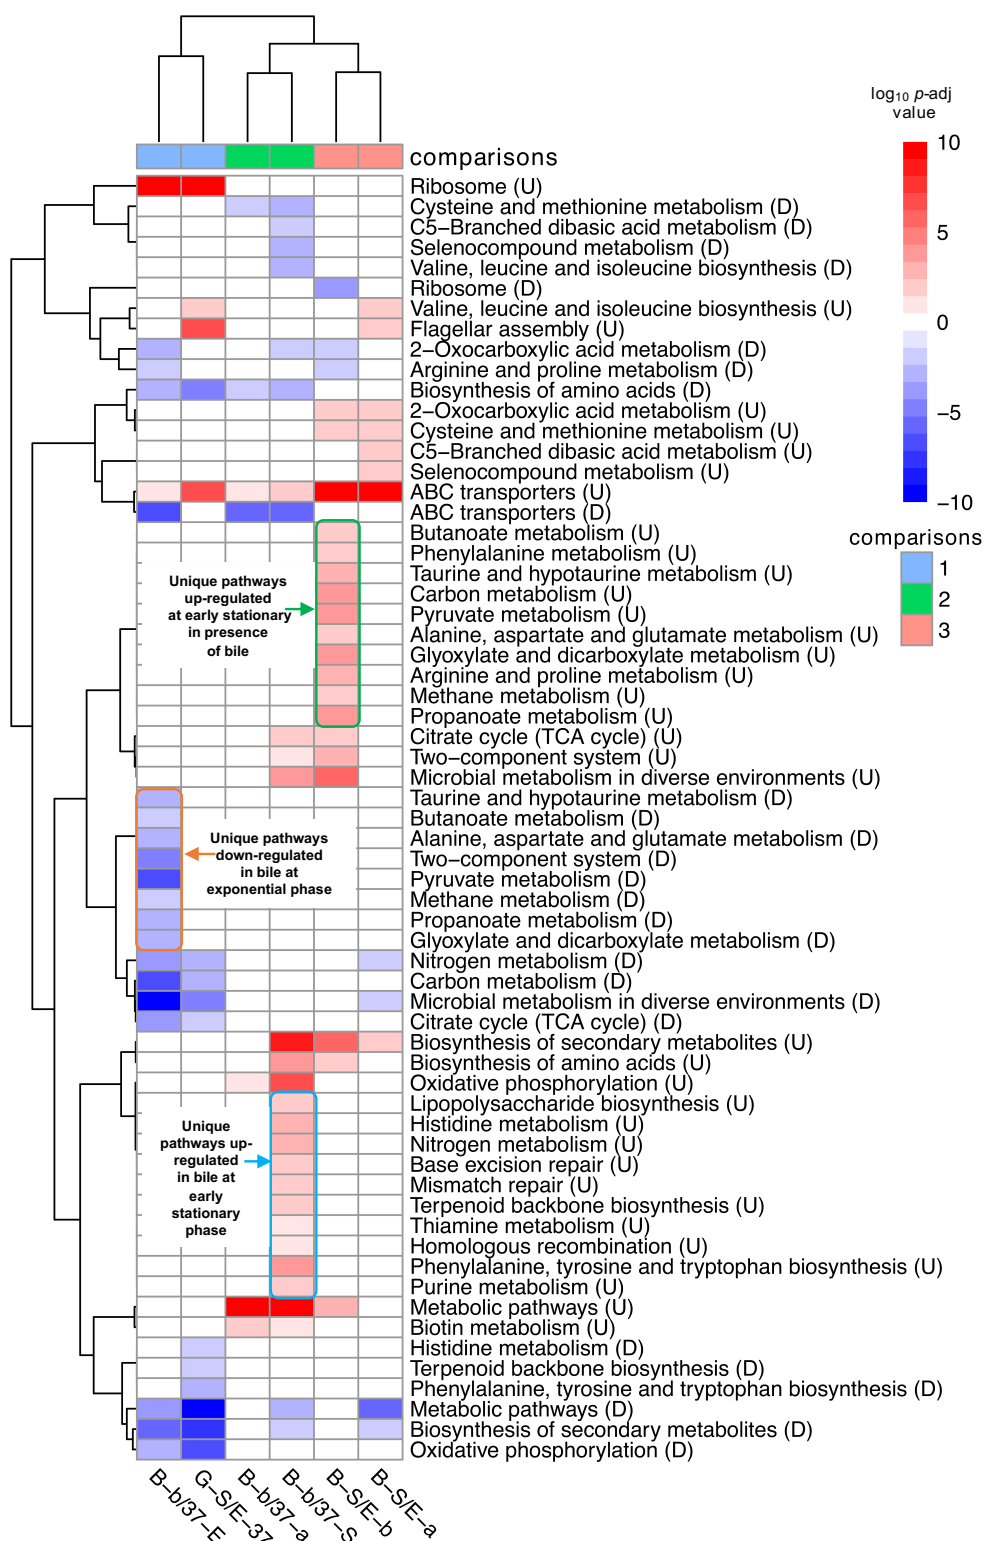 log10 p-adj
value
10
5
0
−5
−10
comparisons
1
2
3
comparisons
Ribosome (U)
Cysteine and methionine metabolism (D)
C5−Branched dibasic acid metabolism (D)
Selenocompound metabolism (D)
Valine, leucine and isoleucine biosynthesis (D)
Ribosome (D)
Valine, leucine and isoleucine biosynthesis (U)
Flagellar assembly (U)
2−Oxocarboxylic acid metabolism (D)
Arginine and proline metabolism (D)
Biosynthesis of amino acids (D)
2−Oxocarboxylic acid metabolism (U)
Cysteine and methionine metabolism (U)
C5−Branched dibasic acid metabolism (U)
Selenocompound metabolism (U)
ABC transporters (U)
ABC transporters (D)
Butanoate metabolism (U)
Phenylalanine metabolism (U)
Taurine and hypotaurine metabolism (U)
Carbon metabolism (U)
Pyruvate metabolism (U)
Alanine, aspartate and glutamate metabolism (U)
Glyoxylate and dicarboxylate metabolism (U)
Arginine and proline metabolism (U)
Methane metabolism (U)
Propanoate metabolism (U)
Citrate cycle (TCA cycle) (U)
Two−component system (U)
Microbial metabolism in diverse environments (U)
Taurine and hypotaurine metabolism (D)
Butanoate metabolism (D)
Alanine, aspartate and glutamate metabolism (D)
Two−component system (D)
Pyruvate metabolism (D)
Methane metabolism (D)
Propanoate metabolism (D)
Glyoxylate and dicarboxylate metabolism (D)
Nitrogen metabolism (D)
Carbon metabolism (D)
Microbial metabolism in diverse environments (D)
Citrate cycle (TCA cycle) (D)
Biosynthesis of secondary metabolites (U)
Biosynthesis of amino acids (U)
Oxidative phosphorylation (U)
Lipopolysaccharide biosynthesis (U)
Histidine metabolism (U)
Nitrogen metabolism (U)
Base excision repair (U)
Mismatch repair (U)
Terpenoid backbone biosynthesis (U)
Thiamine metabolism (U)
Homologous recombination (U)
Phenylalanine, tyrosine and tryptophan biosynthesis (U)
Purine metabolism (U)
Metabolic pathways (U)
Biotin metabolism (U)
Histidine metabolism (D)
Terpenoid backbone biosynthesis (D)
Phenylalanine, tyrosine and tryptophan biosynthesis (D)
Metabolic pathways (D)
Biosynthesis of secondary metabolites (D)
Oxidative phosphorylation (D)
Unique pathways
up-regulated
at early stationary
in presence
of bile
Unique pathways
down-regulated
in bile at
exponential phase
Unique
pathways up-
regulated
in bile at
early
stationary
phase
B−b/37−E
G−S/E−37
B−b/37−a
B−b/37−S
B−S/E−b
B−S/E−a